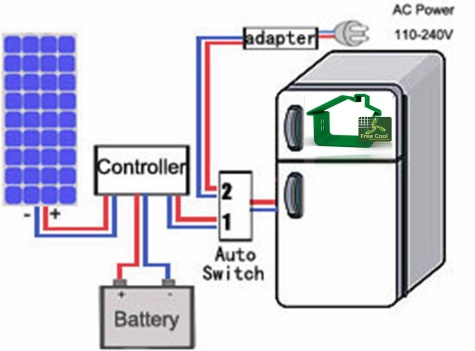 AC Power
110-240V
adapter
Free Cool
Controller
- +
2
1
Auto
Switch
+ -
Battery